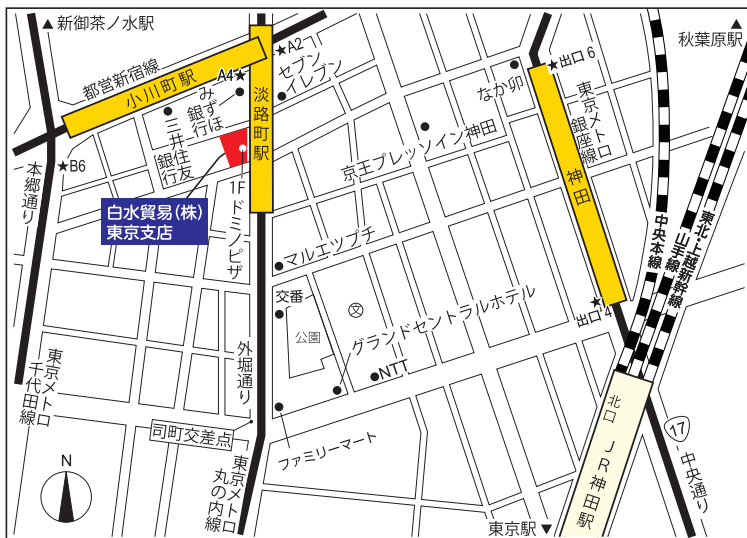 ▲新御茶ノ水駅
秋葉原駅
都営新宿線
小川町駅
★A2
A4★
セブン
イレブン
みずほ
銀行
三井住友
銀行
淡路町駅
★B6
本郷通り
白水貿易(株)
東京支店
1F ドミノピザ
なか卯
★出口6
東京メトロ
銀座線
京王プレッソイン神田
神田
中央本線
山手線
東北・上越新幹線
マルエツプチ
交番
公園
文
グランドセントラルホテル
NTT
出口4
外堀通り
東京メトロ
千代田線
司町交差点
ファミリーマート
東京メトロ
丸の内線
北口
JR神田駅
17
中央通り
東京駅▼
N